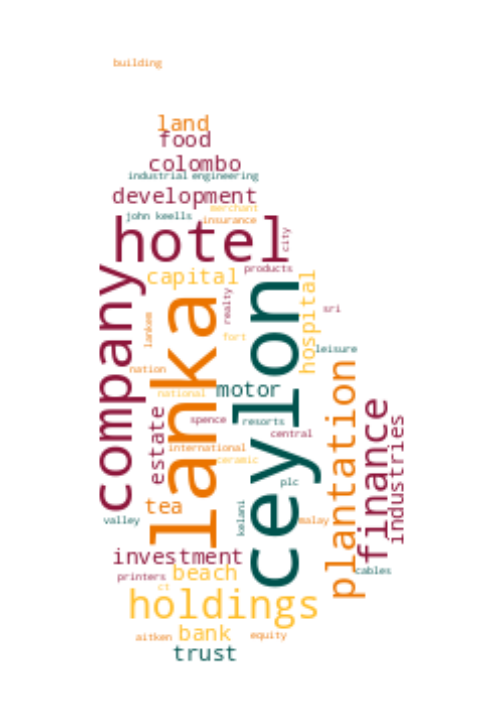 building
land
food
colombo
industrial engineering
development
merchant
john keells
insurance
hotel
city
products
capital
hospital
company
lanka
ceylon
realty
sri
lankem
fort
leisure
nation
plantation
motor
national
finance
estate
spence
resorts
industries
central
international
ceramic
plc
tea
kelani
valley
malay
investment
beach
cables
printers
ct
holdings
bank
aitken
equity
trust